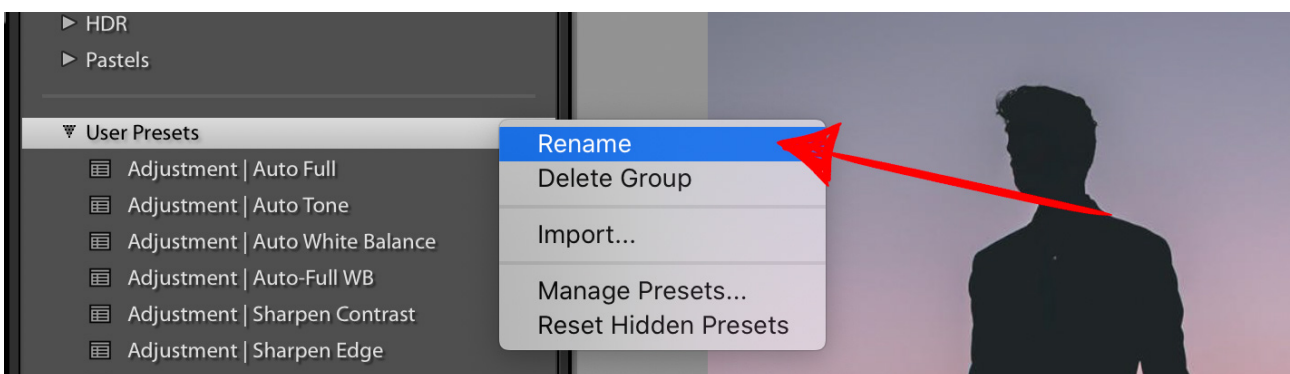 HDR
Pastels
User Presets
Adjustment | Auto Full
Adjustment | Auto Tone
Adjustment | Auto White Balance
Adjustment | Auto-Full WB
Adjustment | Sharpen Contrast
Adjustment | Sharpen Edge
Rename
Delete Group
Import...
Manage Presets...
Reset Hidden Presets